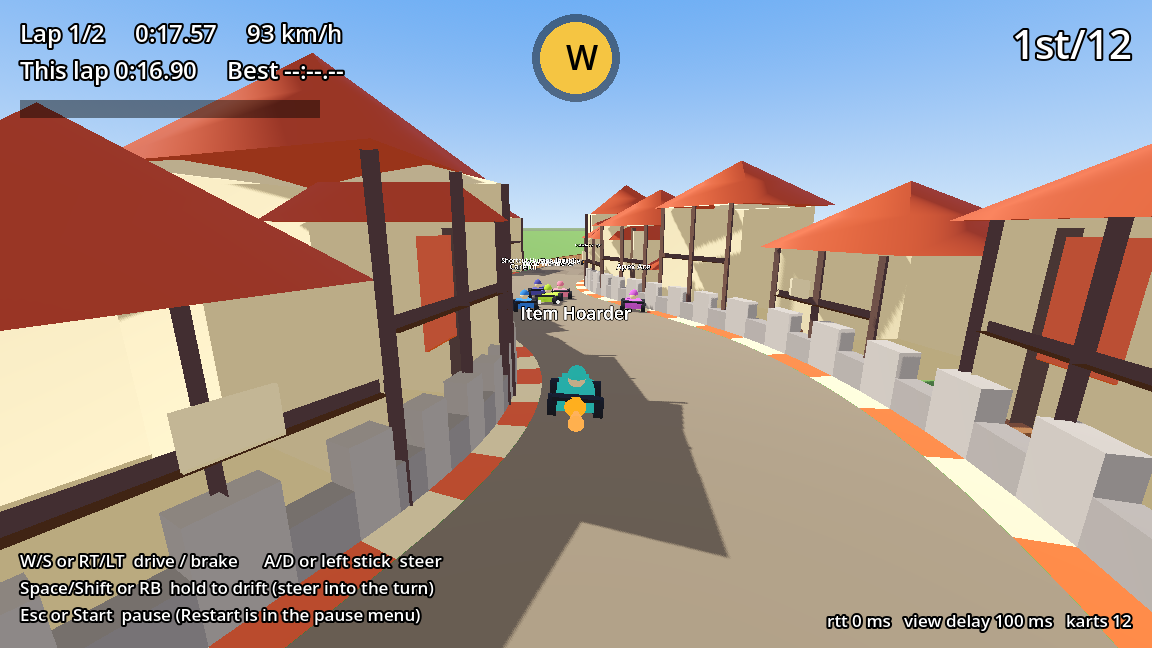 Lap 1/2 0:17.57 93 km/h
This lap 0:16.90 Best --:--.--
W
1st/12
Item Hoarder
W/S or RT/LT drive / brake A/D or left stick steer
Space/Shift or RB hold to drift (steer into the turn)
Esc or Start pause (Restart is in the pause menu)
rtt 0 ms view delay 100 ms karts 12